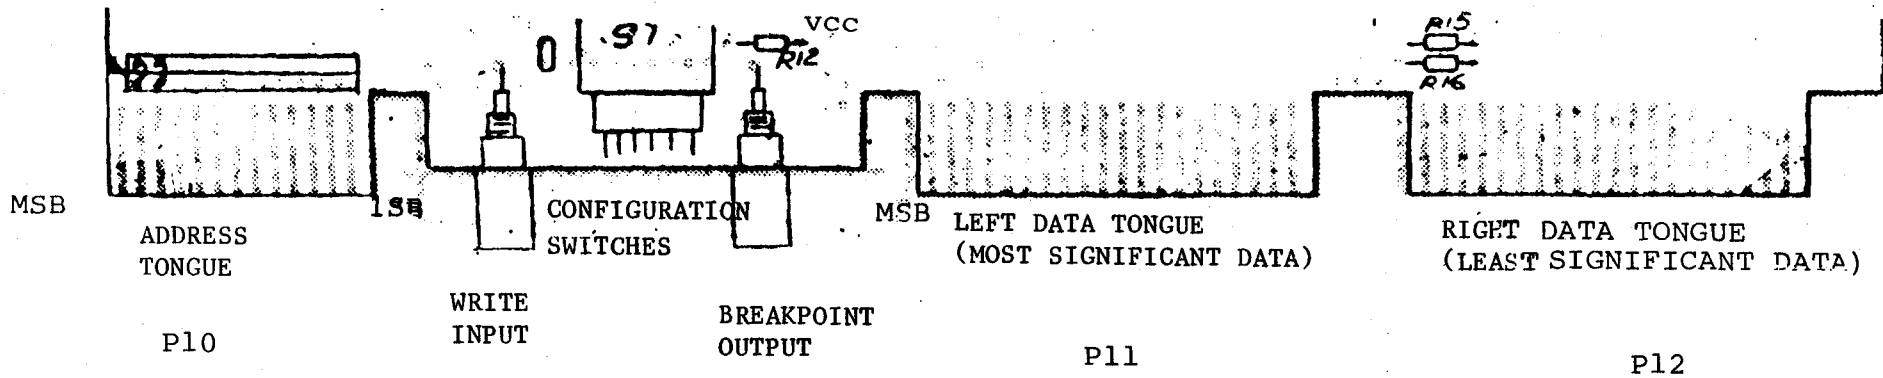 VCC
S7
R12
R15
R16
MSB
LSB
MSB
ADDRESS
TONGUE
CONFIGURATION
SWITCHES
LEFT DATA TONGUE
(MOST SIGNIFICANT DATA)
RIGHT DATA TONGUE
(LEAST SIGNIFICANT DATA)
WRITE
INPUT
BREAKPOINT
OUTPUT
P10
P11
P12